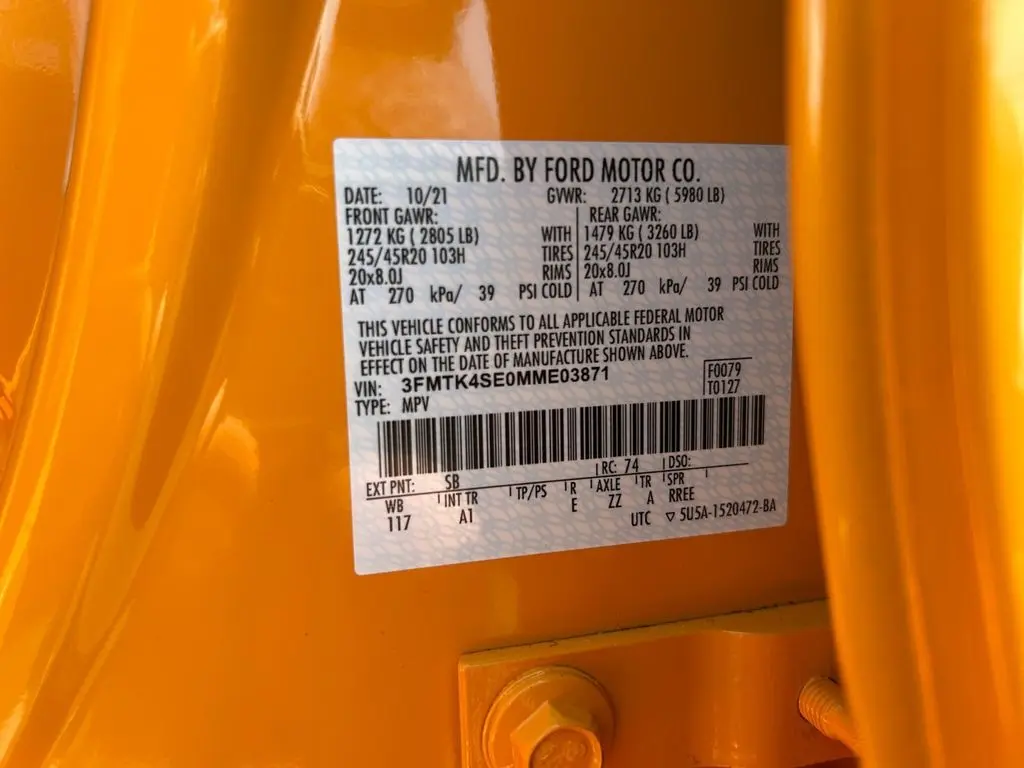 MFD. BY FORD MOTOR CO.
DATE: 10/21 GVWR: 2713 KG ( 5980 LB)
FRONT GAWR: REAR GAWR:
1272 KG ( 2805 LB) WITH 1479 KG ( 3260 LB) WITH
245/45R20 103H TIRES 245/45R20 103H TIRES
20x8.0J RIMS 20x8.0J RIMS
AT 270 kPa/ 39 PSI COLD AT 270 kPa/ 39 PSI COLD
THIS VEHICLE CONFORMS TO ALL APPLICABLE FEDERAL MOTOR
VEHICLE SAFETY AND THEFT PREVENTION STANDARDS IN
EFFECT ON THE DATE OF MANUFACTURE SHOWN ABOVE.
VIN: 3FMTK4SE0MME03871 F0079
TYPE: MPV T0127
EXT PNT: SB RC: 74 DSO:
WB INT TR TP/PS R AXLE TR SPR
117 A1 E ZZ A RREE
UTC ▽ 5U5A-1520472-BA